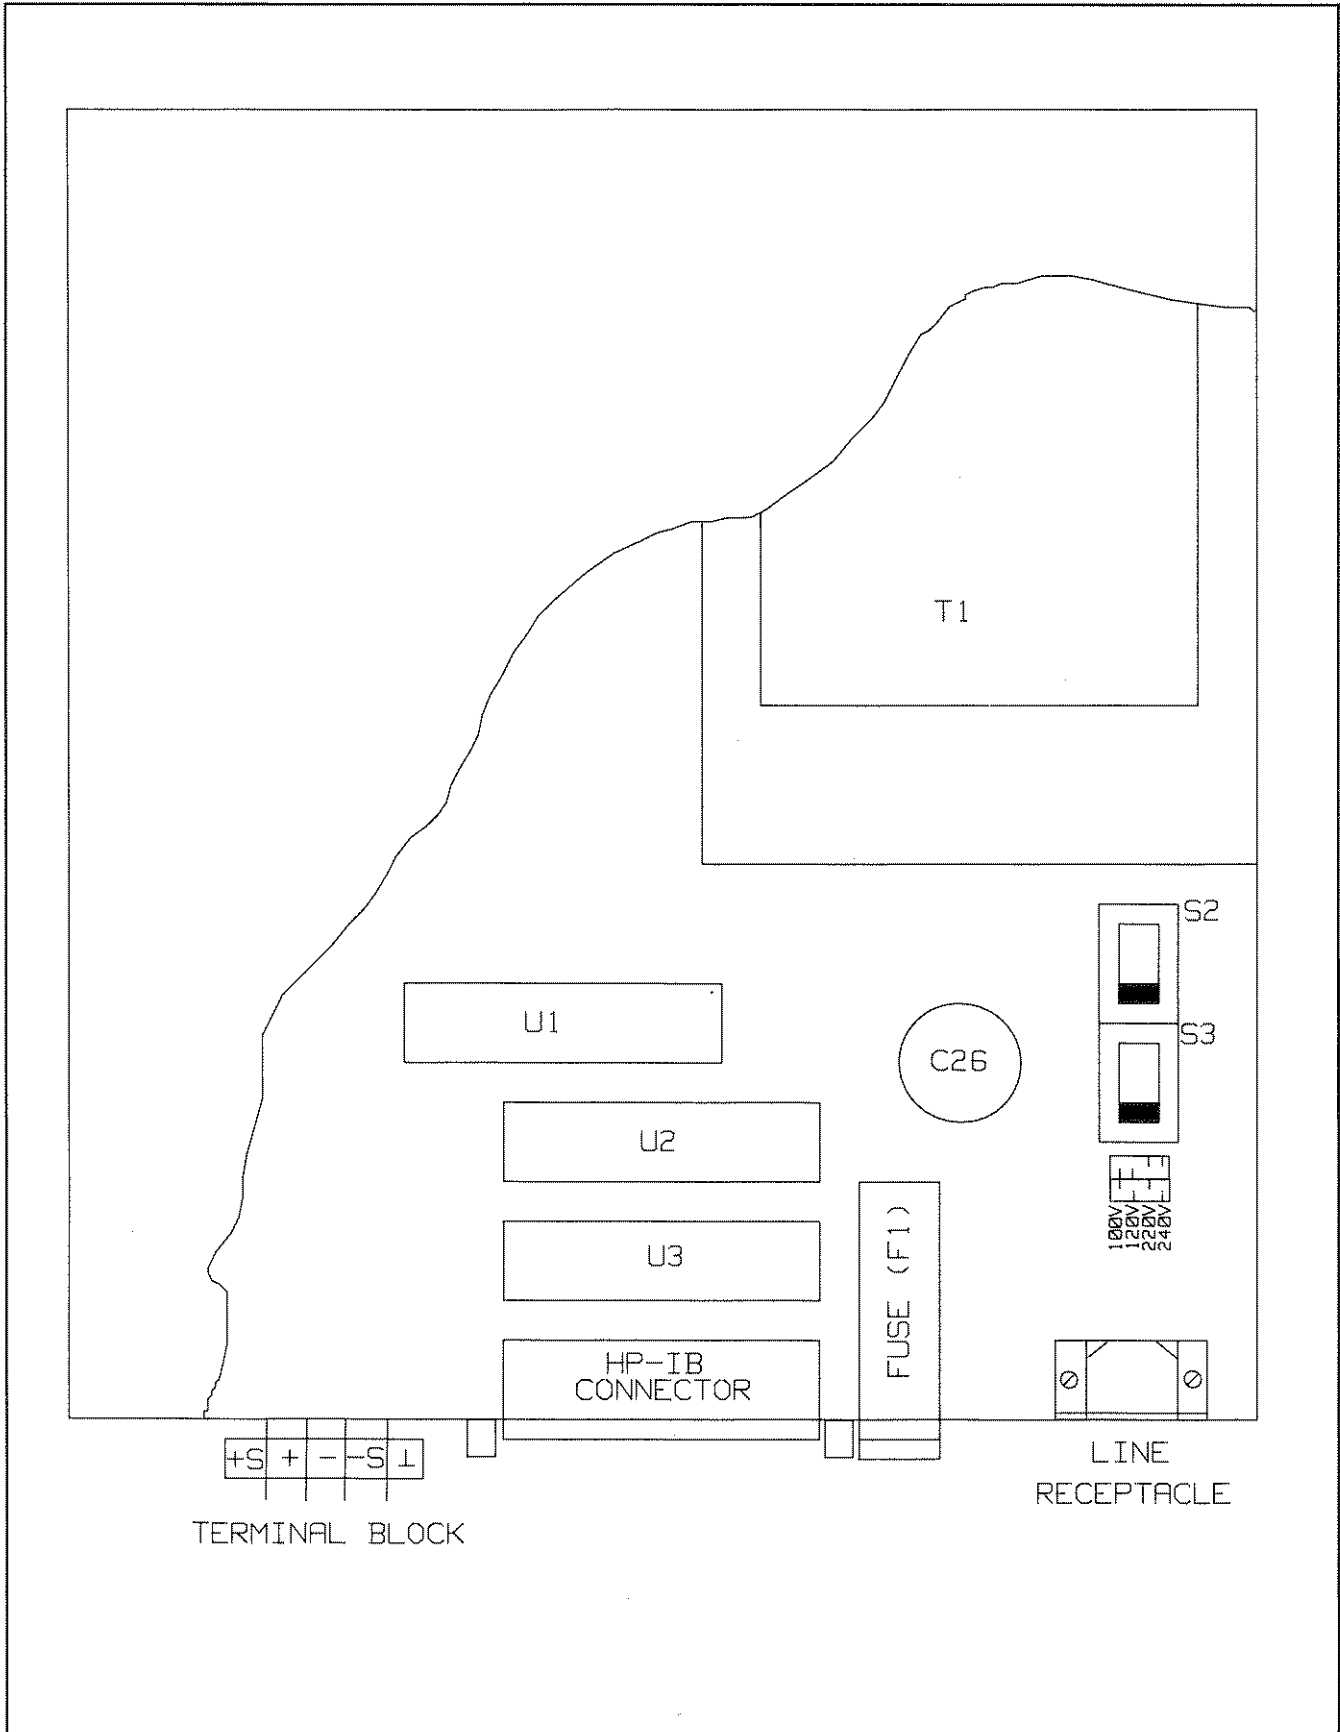 T1
S2
S3
U1
C26
U2
U3
100V
120V
220V
240V
FUSE (F1)
HP-IB
CONNECTOR
+S + - -S ⊥
LINE
RECEPTACLE
TERMINAL BLOCK